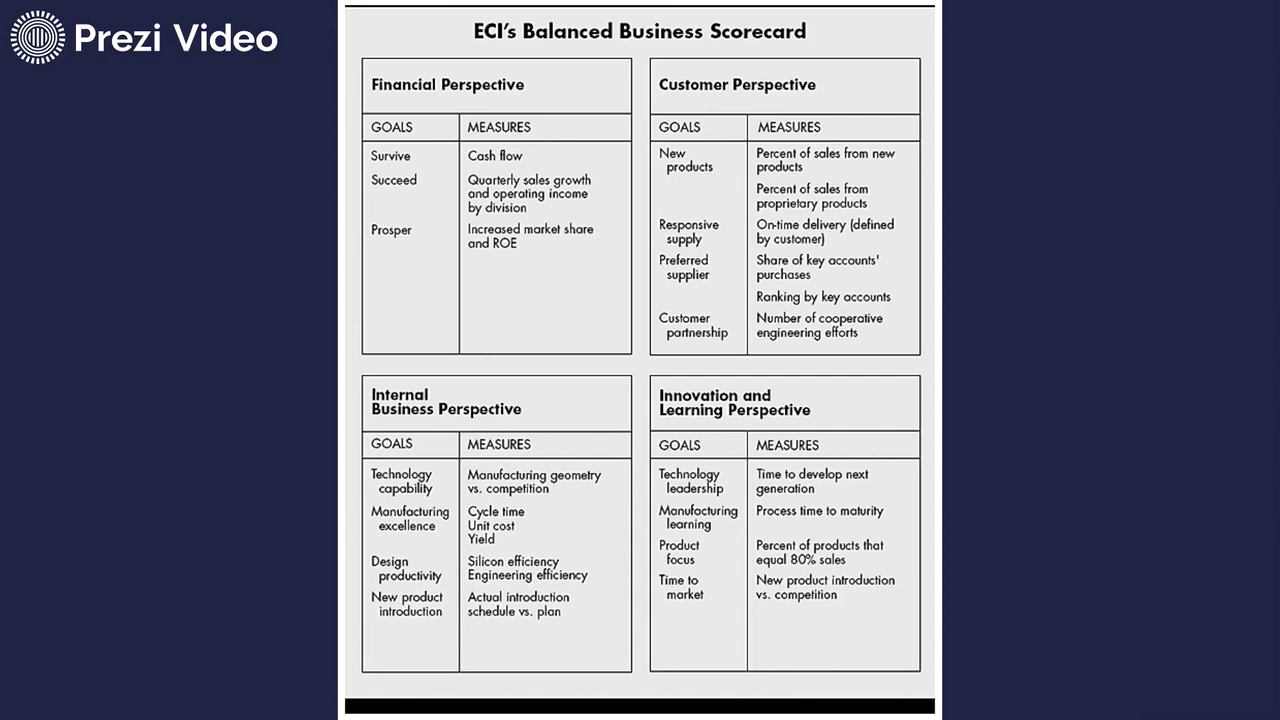 Prezi Video
ECI's Balanced Business Scorecard
Financial Perspective
GOALS MEASURES
Survive Cash flow
Succeed Quarterly sales growth
and operating income
by division
Prosper Increased market share
and ROE
Customer Perspective
GOALS MEASURES
New Percent of sales from new
products products
Percent of sales from
proprietary products
Responsive On-time delivery (defined
supply by customer)
Preferred Share of key accounts'
supplier purchases
Ranking by key accounts
Customer Number of cooperative
partnership engineering efforts
Internal
Business Perspective
GOALS MEASURES
Technology Manufacturing geometry
capability vs. competition
Manufacturing Cycle time
excellence Unit cost
Yield
Design Silicon efficiency
productivity Engineering efficiency
New product Actual introduction
introduction schedule vs. plan
Innovation and
Learning Perspective
GOALS MEASURES
Technology Time to develop next
leadership generation
Manufacturing Process time to maturity
learning
Product Percent of products that
focus equal 80% sales
Time to New product introduction
market vs. competition